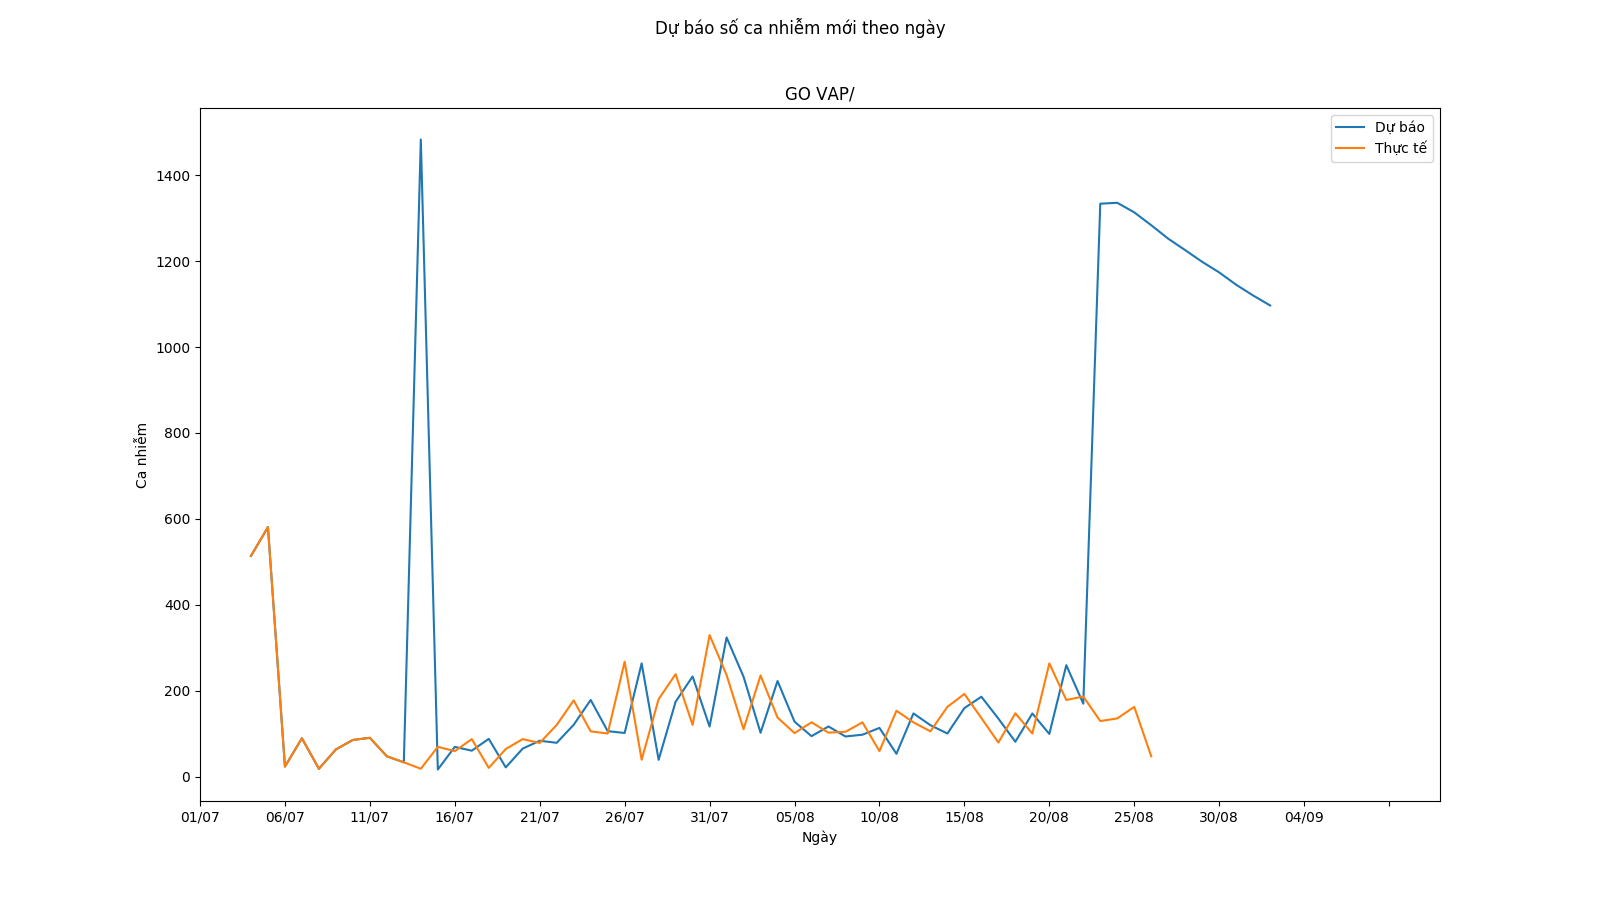 Dự báo số ca nhiễm mới theo ngày
GO VAP/
Dự báo
Thực tế
1400
1200
1000
800
600
400
200
0
Ca nhiễm
01/07 06/07 11/07 16/07 21/07 26/07 31/07 05/08 10/08 15/08 20/08 25/08 30/08 04/09
Ngày